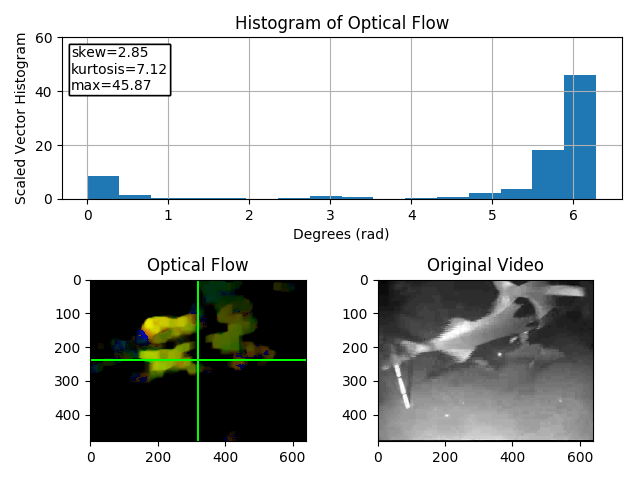 Histogram of Optical Flow
Scaled Vector Histogram
60
40
20
0
skew=2.85
kurtosis=7.12
max=45.87
0 1 2 3 4 5 6
Degrees (rad)
Optical Flow
0
100
200
300
400
0 200 400 600
Original Video
0
100
200
300
400
0 200 400 600